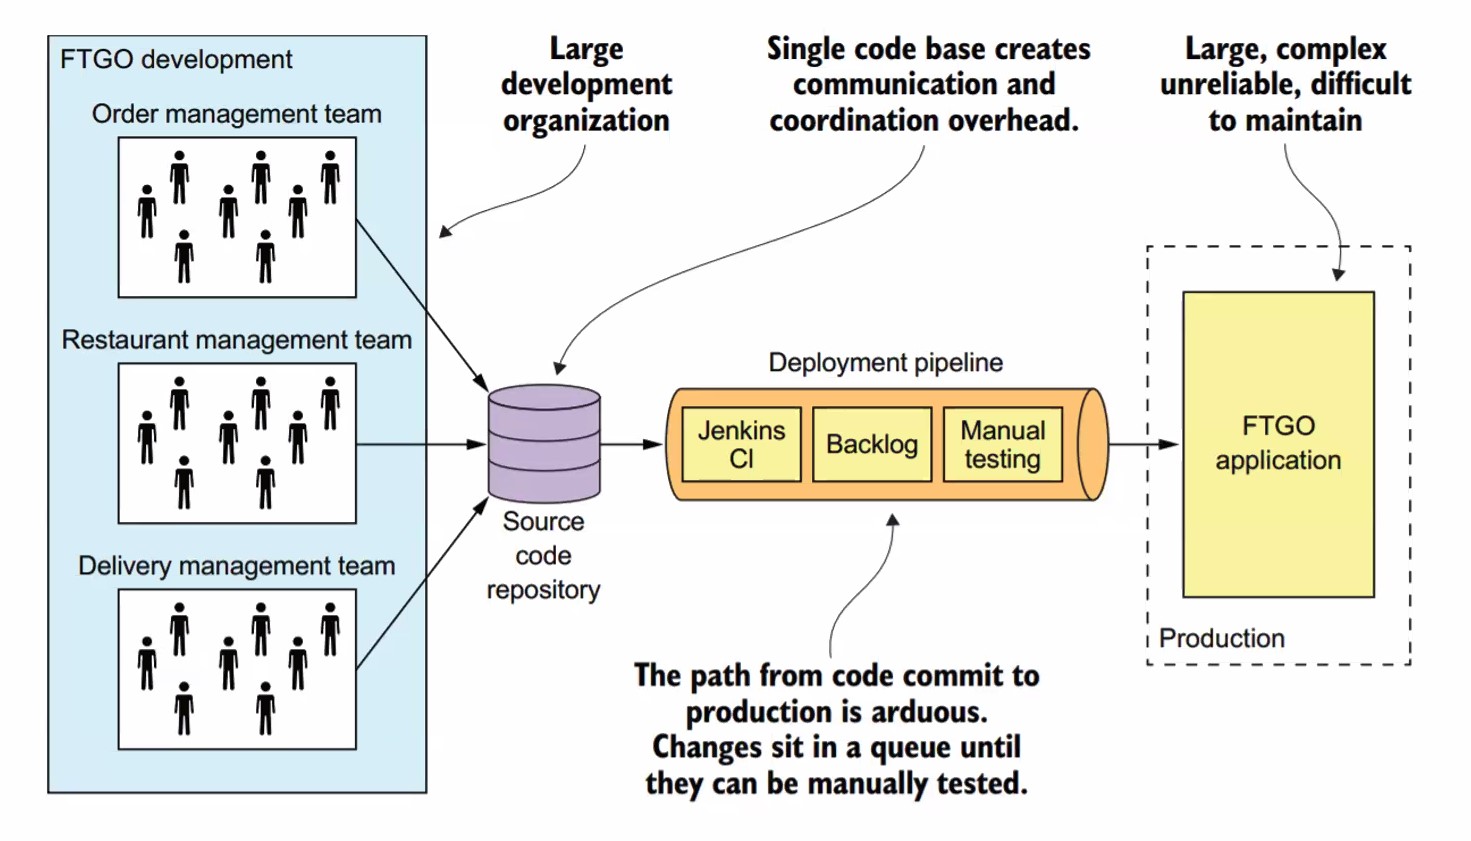 FTGO development
Order management team
Restaurant management team
Delivery management team
Large
development
organization
Single code base creates
communication and
coordination overhead.
Large, complex
unreliable, difficult
to maintain
Source
code
repository
Deployment pipeline
Jenkins
CI
Backlog
Manual
testing
The path from code commit to
production is arduous.
Changes sit in a queue until
they can be manually tested.
FTGO
application
Production